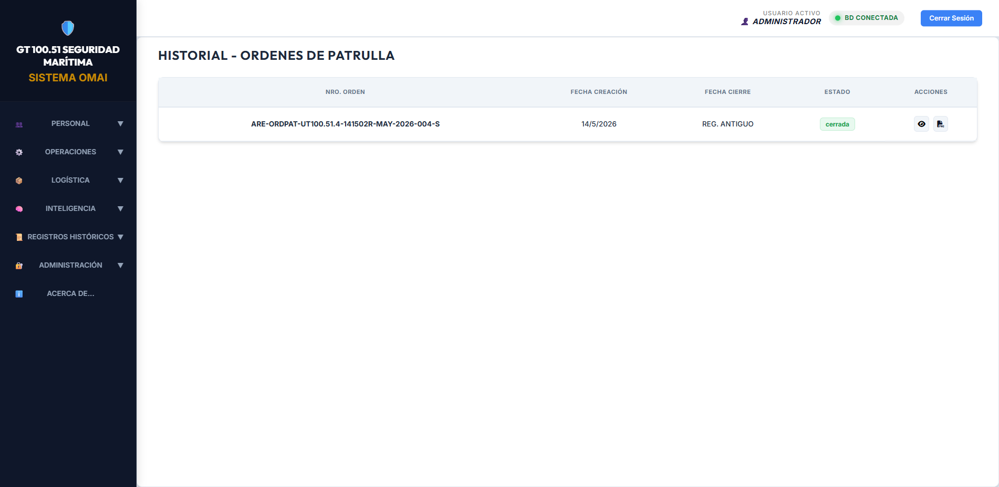 GT 100.51 SEGURIDAD
MARÍTIMA
SISTEMA OMAI
PERSONAL ▼
OPERACIONES ▼
LOGÍSTICA ▼
INTELIGENCIA ▼
REGISTROS HISTÓRICOS ▼
ADMINISTRACIÓN ▼
ACERCA DE...
USUARIO ACTIVO
ADMINISTRADOR
BD CONECTADA
Cerrar Sesión
HISTORIAL - ORDENES DE PATRULLA
NRO. ORDEN FECHA CREACIÓN FECHA CIERRE ESTADO ACCIONES
ARE-ORDPAT-UT100.51.4-141502R-MAY-2026-004-S 14/5/2026 REG. ANTIGUO cerrada